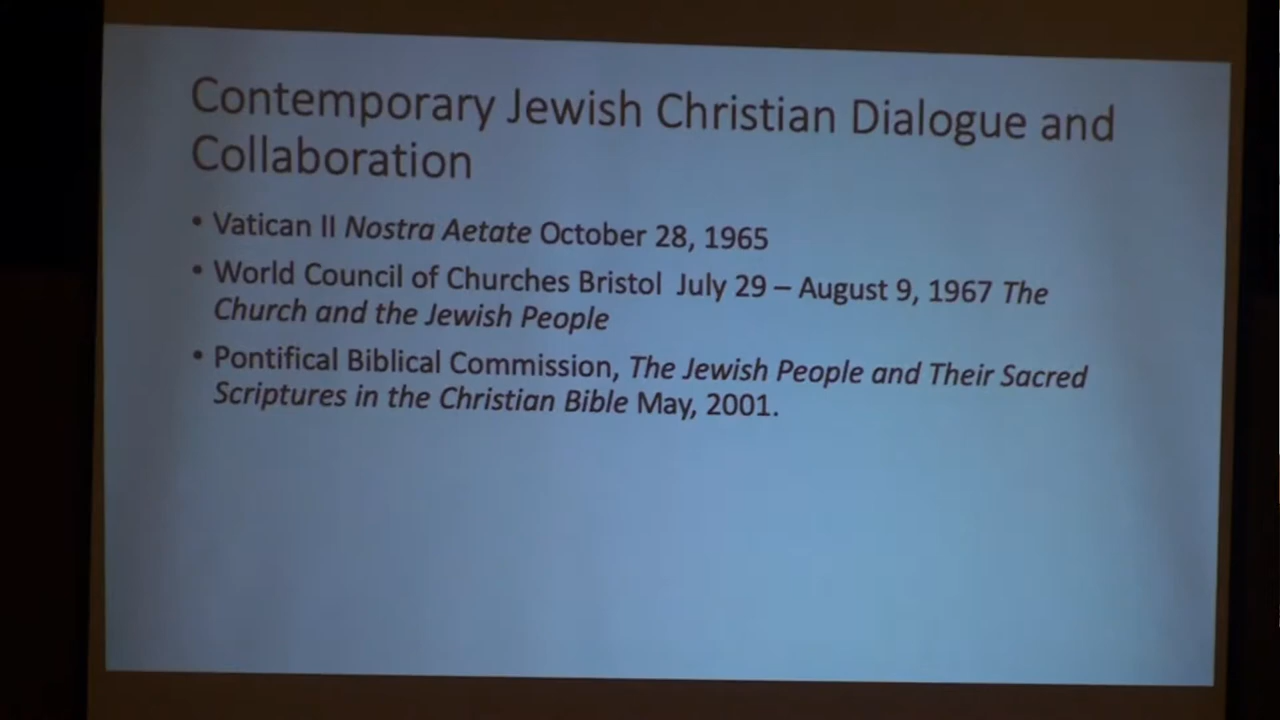 Contemporary Jewish Christian Dialogue and
Collaboration
• Vatican II Nostra Aetate October 28, 1965
• World Council of Churches Bristol  July 29 – August 9, 1967 The
Church and the Jewish People
• Pontifical Biblical Commission, The Jewish People and Their Sacred
Scriptures in the Christian Bible May, 2001.